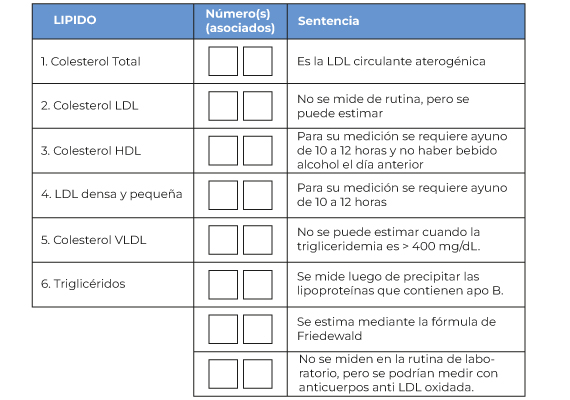 LIPIDO
Número(s)
(asociados)
Sentencia
1. Colesterol Total
Es la LDL circulante aterogénica
2. Colesterol LDL
No se mide de rutina, pero se
puede estimar
3. Colesterol HDL
Para su medición se requiere ayuno
de 10 a 12 horas y no haber bebido
alcohol el día anterior
4. LDL densa y pequeña
Para su medición se requiere ayuno
de 10 a 12 horas
5. Colesterol VLDL
No se puede estimar cuando la
trigliceridemia es > 400 mg/dL.
6. Triglicéridos
Se mide luego de precipitar las
lipoproteínas que contienen apo B.
Se estima mediante la fórmula de
Friedewald
No se miden en la rutina de labo-
ratorio, pero se podrían medir con
anticuerpos anti LDL oxidada.